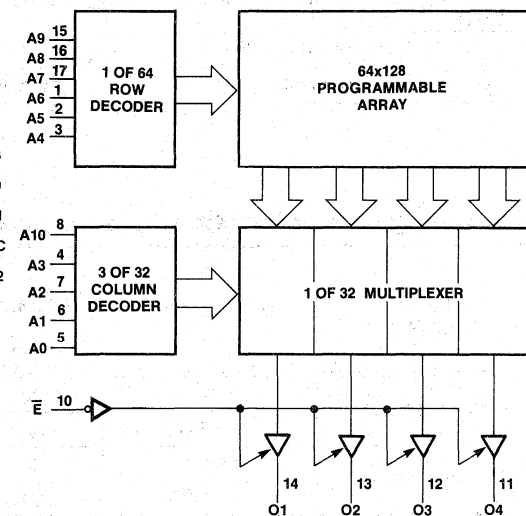 A9 15
A8 16
A7 17
A6 1
A5 2
A4 3
1 OF 64
ROW
DECODER
64x128
PROGRAMMABLE
ARRAY
A10 8
A3 4
A2 7
A1 6
A0 5
3 OF 32
COLUMN
DECODER
1 OF 32 MULTIPLEXER
E 10
14 13 12 11
O1 O2 O3 O4